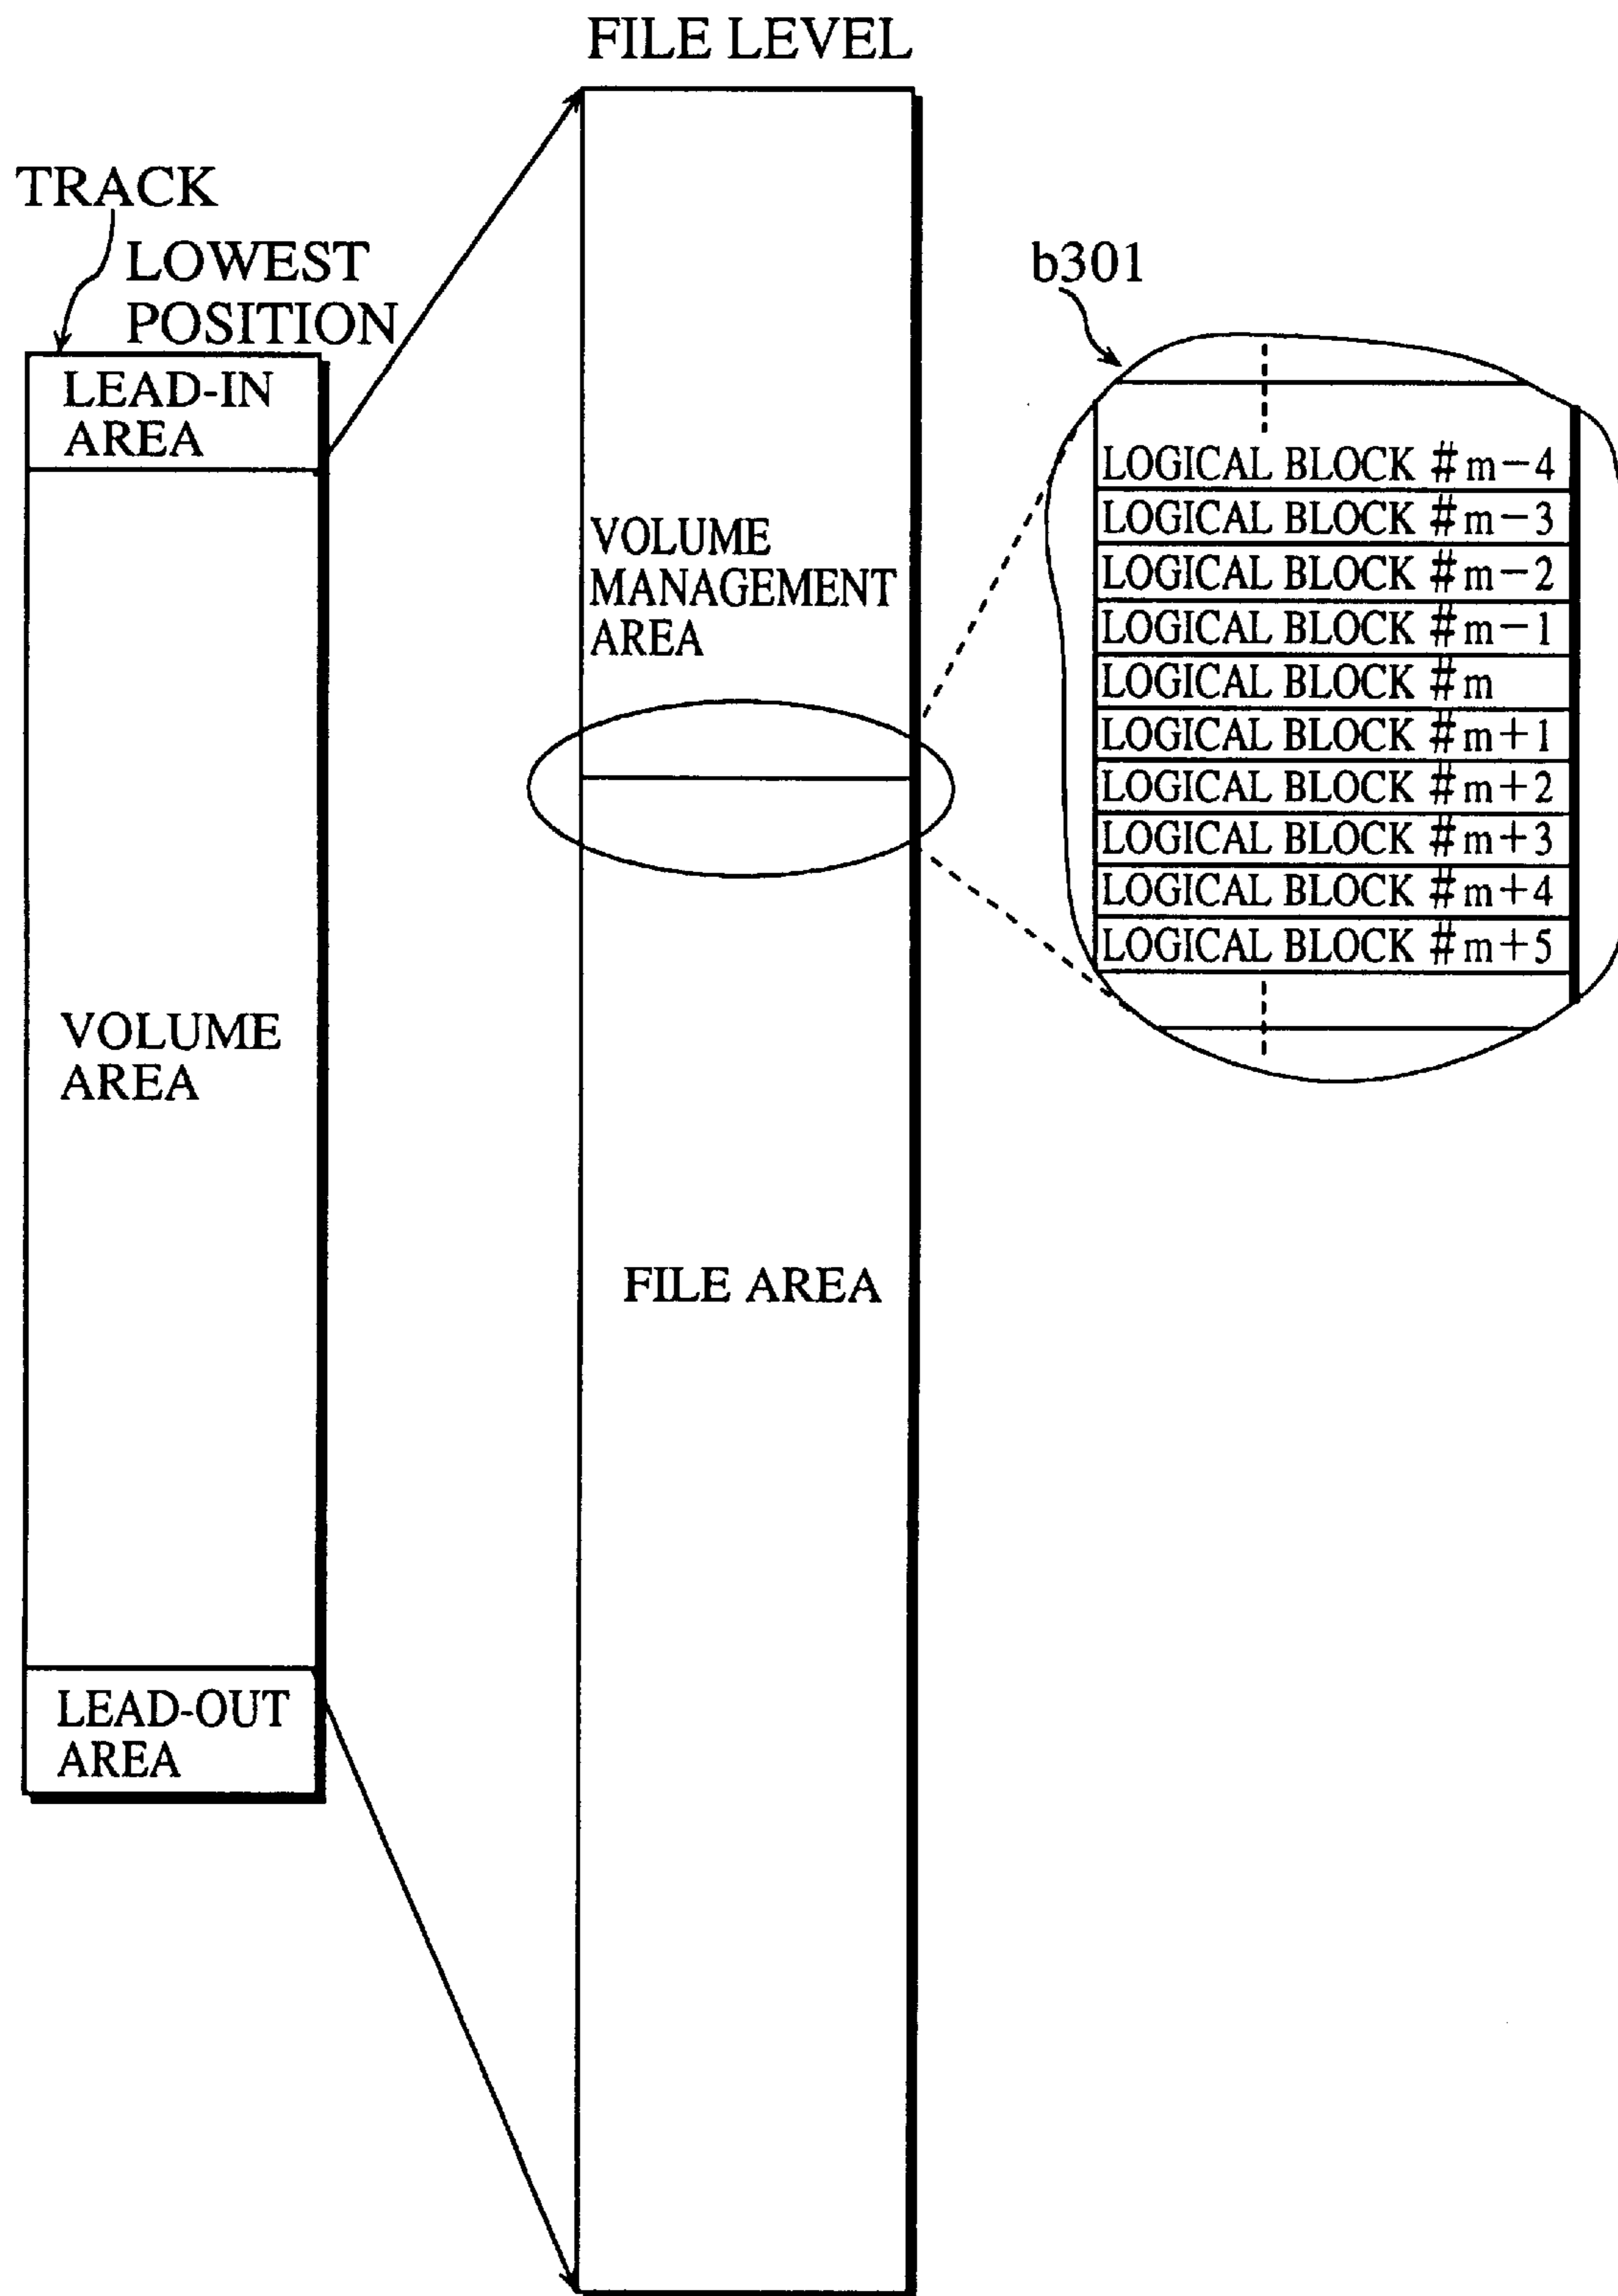 FILE LEVEL
TRACK
LOWEST
POSITION
LEAD-IN
AREA
VOLUME
AREA
LEAD-OUT
AREA
VOLUME
MANAGEMENT
AREA
FILE AREA
b301
LOGICAL BLOCK #m−4
LOGICAL BLOCK #m−3
LOGICAL BLOCK #m−2
LOGICAL BLOCK #m−1
LOGICAL BLOCK #m
LOGICAL BLOCK #m+1
LOGICAL BLOCK #m+2
LOGICAL BLOCK #m+3
LOGICAL BLOCK #m+4
LOGICAL BLOCK #m+5